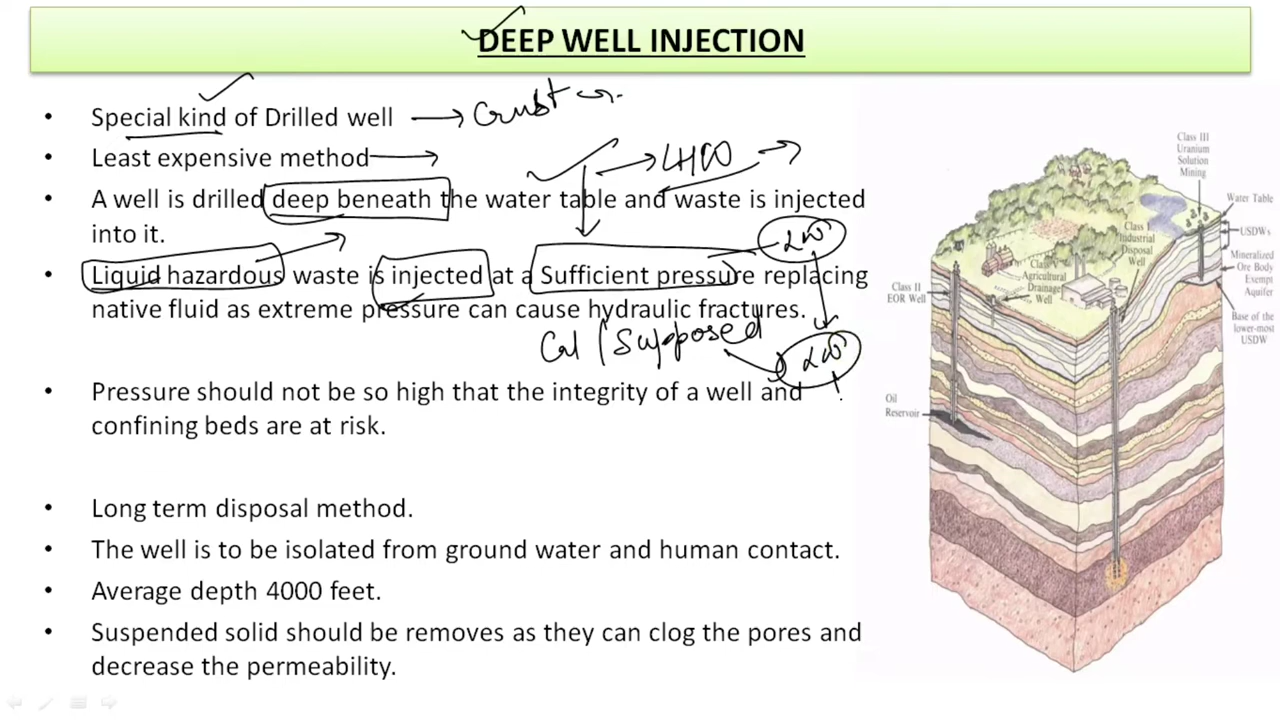 DEEP WELL INJECTION
• Special kind of Drilled well → Crust
• Least expensive method
• A well is drilled deep beneath the water table and waste is injected
into it.
• Liquid hazardous waste is injected at a Sufficient pressure replacing
native fluid as extreme pressure can cause hydraulic fractures.
Supposed
• Pressure should not be so high that the integrity of a well and
confining beds are at risk.
• Long term disposal method.
• The well is to be isolated from ground water and human contact.
• Average depth 4000 feet.
• Suspended solid should be removes as they can clog the pores and
decrease the permeability.
Class III
Uranium
Solution
Mining
Water Table
USDWs
Mineralized
Ore Body
Exempt
Aquifer
Base of the
lower-most
USDW
Class I
Industrial
Disposal
Well
Class V
Agricultural
Drainage
Well
Class II
EOR Well
Oil
Reservoir